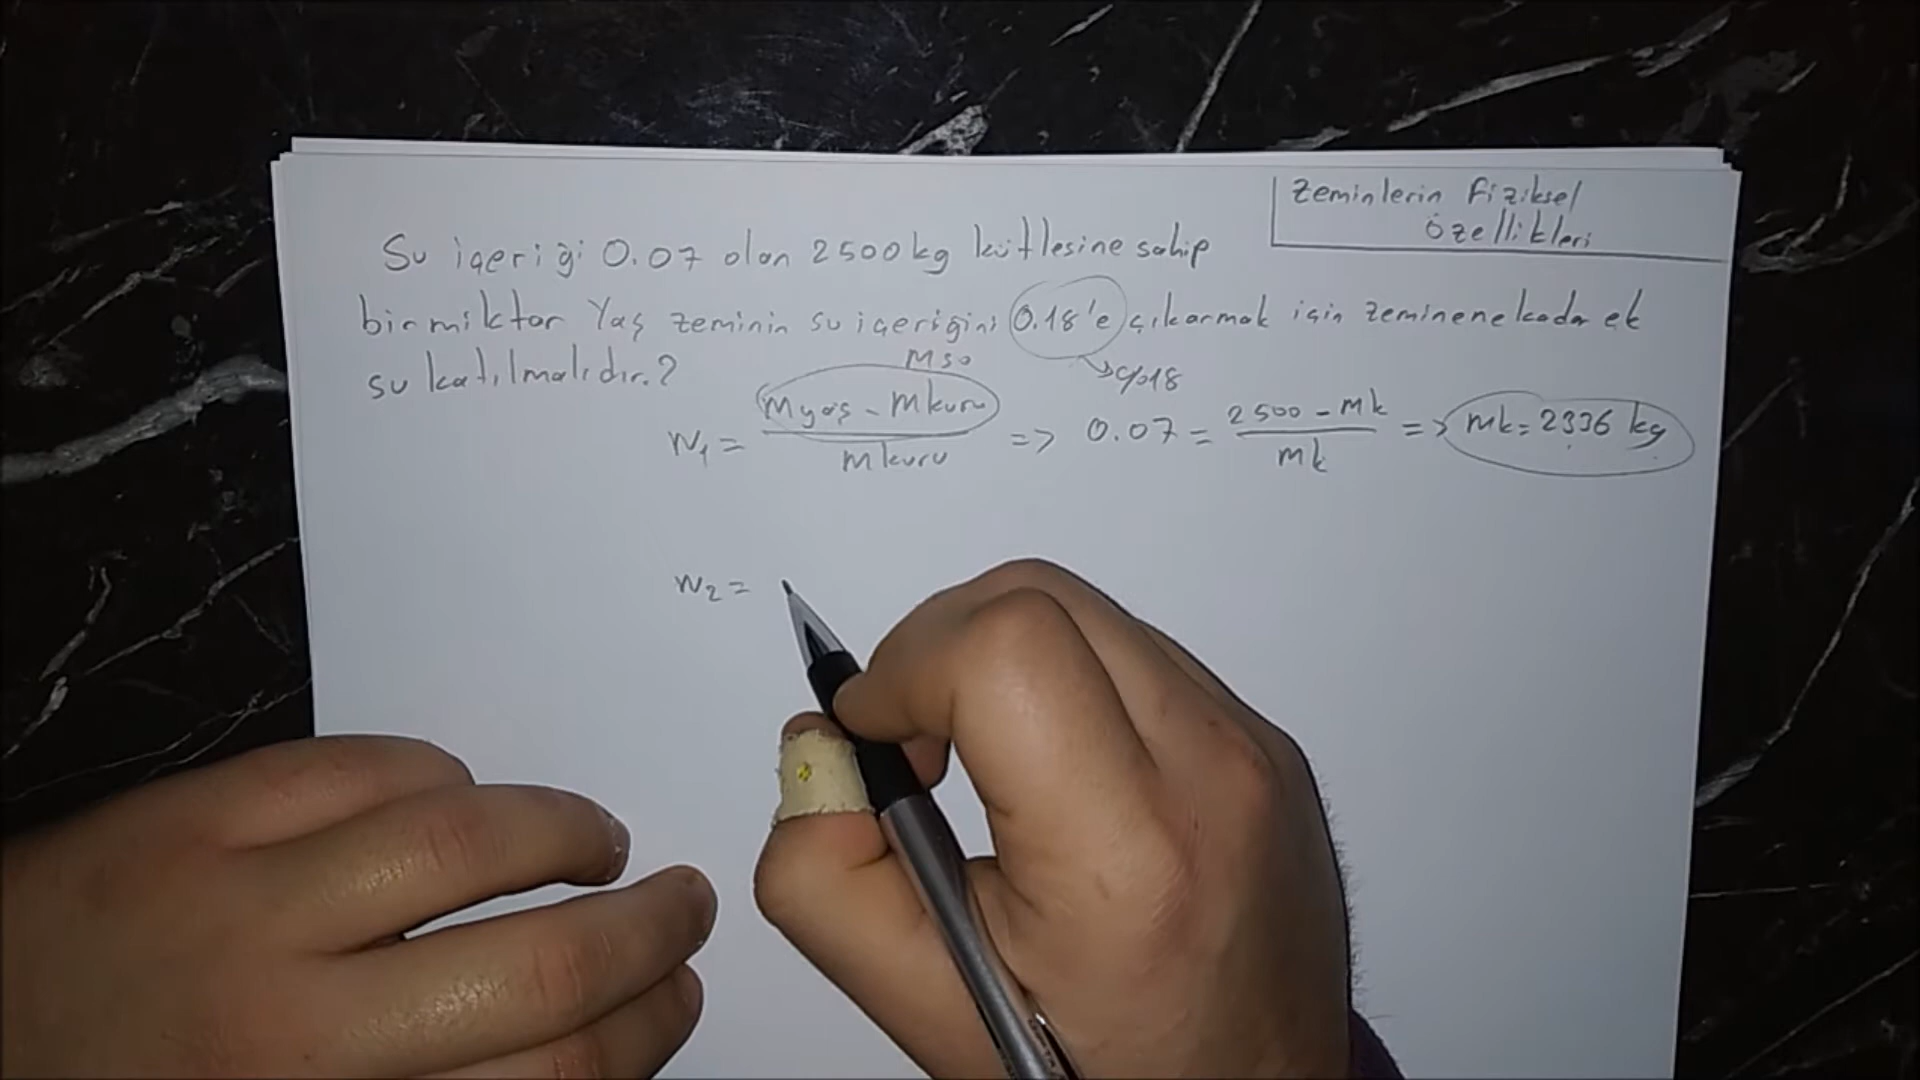 Zeminlerin Fiziksel
Özellikleri
Su içeriği 0.07 olan 2500 kg kütlesine sahip
bir miktar Yaş zeminin su içeriğini 0.18'e çıkarmak için zemine ne kadar ek
su katılmalıdır.?
Msu
%18
W1 = Myaş - Mkuru / Mkuru => 0.07 = 2500 - mk / mk => mk = 2336 kg
W2 =